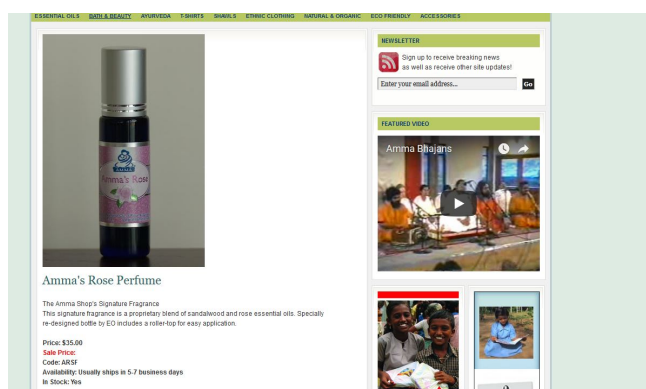 ESSENTIAL OILS BATH & BEAUTY AYURVEDA T-SHIRTS SHAWLS ETHNIC CLOTHING NATURAL & ORGANIC ECO FRIENDLY ACCESSORIES
Amma's Rose
Amma's Rose Perfume
The Amma Shop's Signature Fragrance
This signature fragrance is a proprietary blend of sandalwood and rose essential oils. Specially
re-designed bottle by EO includes a roller-top for easy application.
Price: $35.00
Sale Price:
Code: ARSF
Availability: Usually ships in 5-7 business days
In Stock: Yes
NEWSLETTER
Sign up to receive breaking news
as well as receive other site updates!
Enter your email address...
Go
FEATURED VIDEO
Amma Bhajans